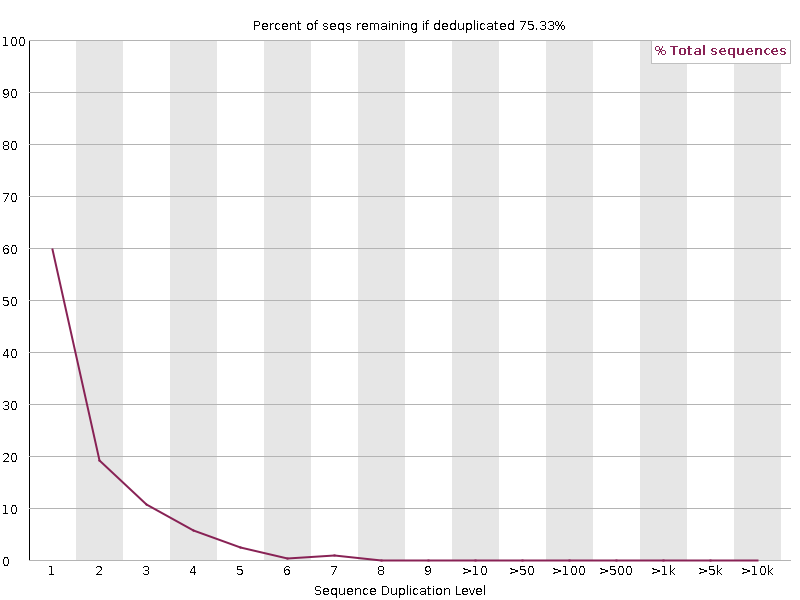 Percent of seqs remaining if deduplicated 75.33%
% Total sequences
100
90
80
70
60
50
40
30
20
10
0
1 2 3 4 5 6 7 8 9 >10 >50 >100 >500 >1k >5k >10k
Sequence Duplication Level